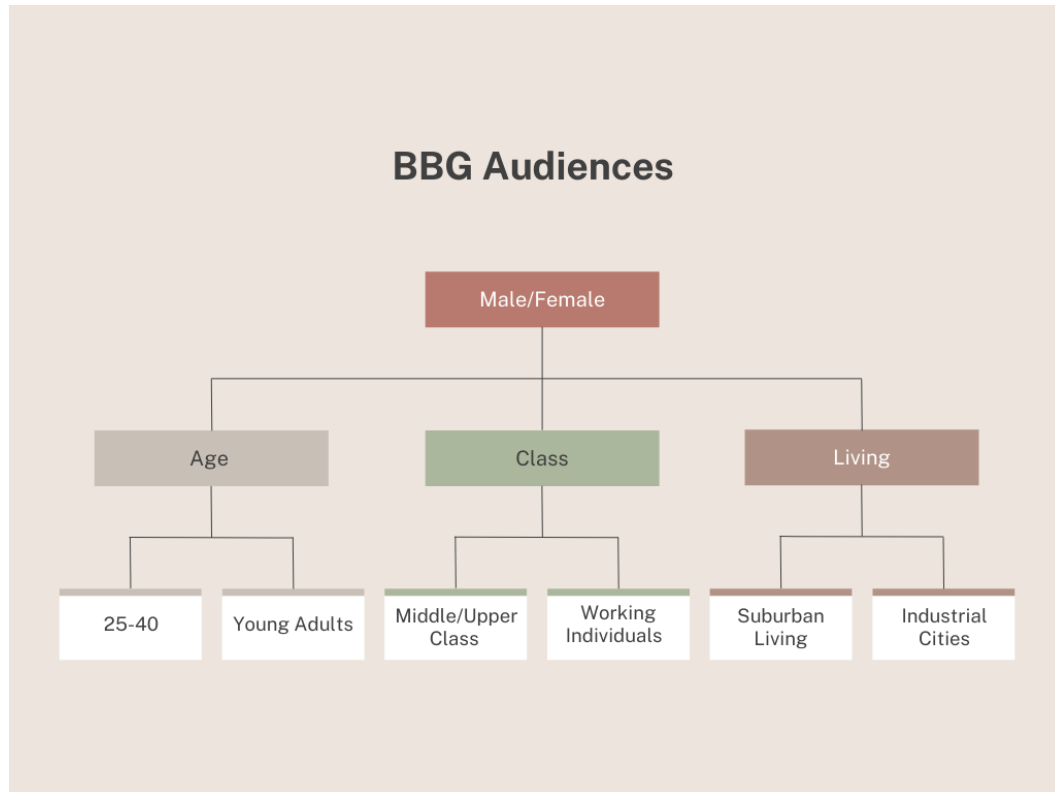 BBG Audiences
Male/Female
Age
Class
Living
25-40
Young Adults
Middle/Upper
Class
Working
Individuals
Suburban
Living
Industrial
Cities